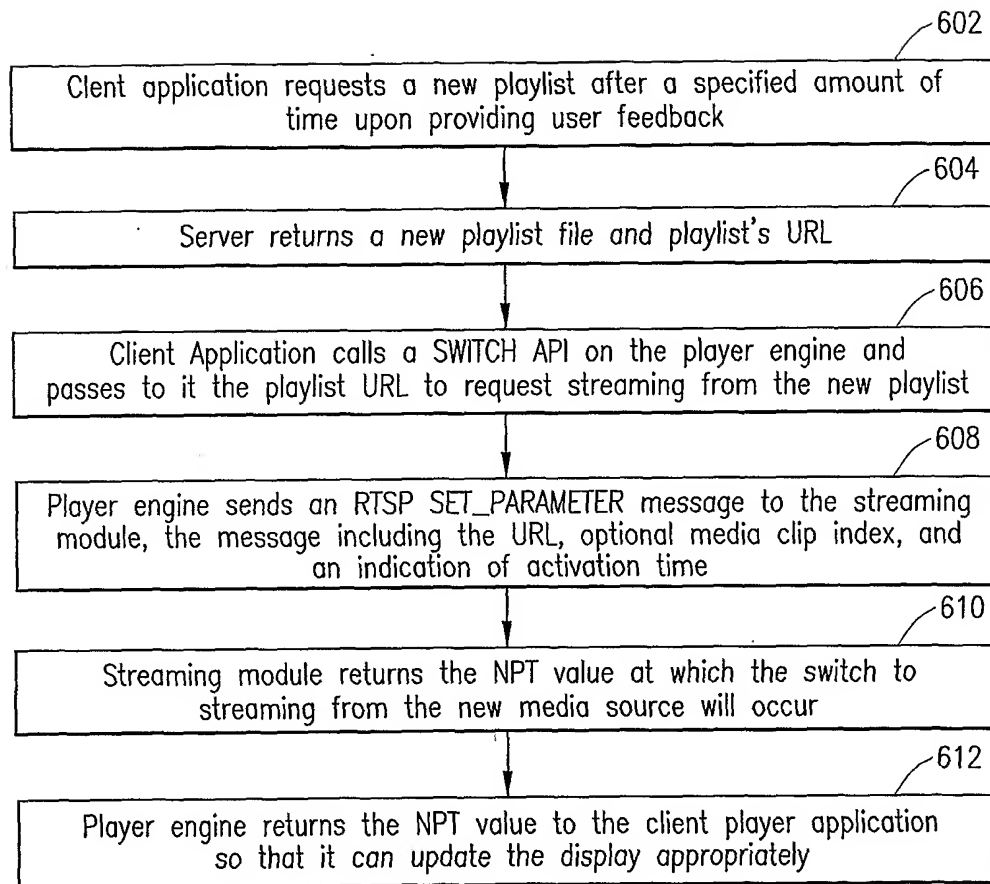 602
Clent application requests a new playlist after a specified amount of
time upon providing user feedback
604
Server returns a new playlist file and playlist's URL
606
Client Application calls a SWITCH API on the player engine and
passes to it the playlist URL to request streaming from the new playlist
608
Player engine sends an RTSP SET_PARAMETER message to the streaming
module, the message including the URL, optional media clip index, and
an indication of activation time
610
Streaming module returns the NPT value at which the switch to
streaming from the new media source will occur
612
Player engine returns the NPT value to the client player application
so that it can update the display appropriately